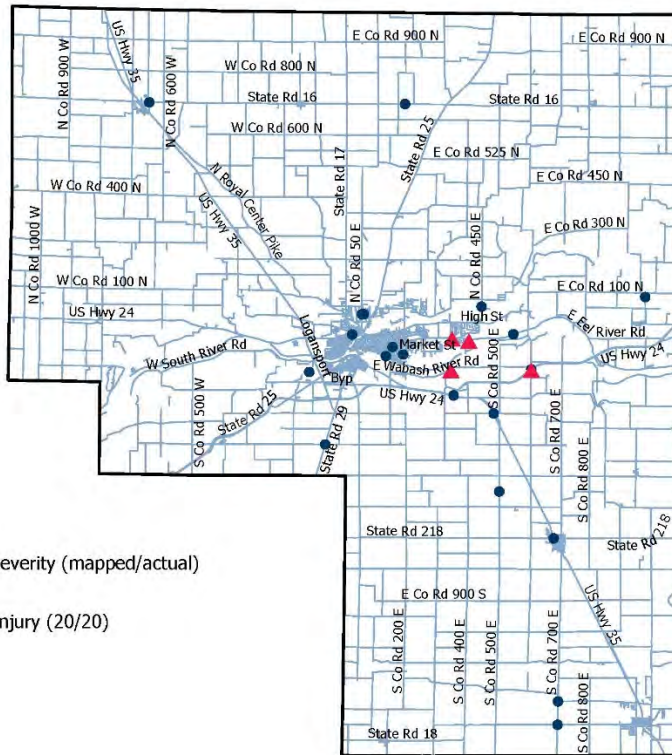 US Hwy 35
E Co Rd 900 N
E Co Rd 900 N
N Co Rd 900 W
N Co Rd 600 W
W Co Rd 800 N
State Rd 16
State Rd 16
W Co Rd 600 N
State Rd 17
State Rd 25
E Co Rd 525 N
W Co Rd 400 N
N Royal Center Pike
E Co Rd 450 N
US Hwy 35
N Co Rd 1000 W
N Co Rd 50 E
N Co Rd 450 E
E Co Rd 300 N
W Co Rd 100 N
E Co Rd 100 N
US Hwy 24
High St
E Eel River Rd
Logansport
Byp
Market St
W South River Rd
E Wabash River Rd
US Hwy 24
US Hwy 24
S Co Rd 500 E
S Co Rd 500 W
State Rd 25
State Rd 29
S Co Rd 700 E
S Co Rd 800 E
State Rd 218
State Rd 218
everity (mapped/actual)
E Co Rd 900 S
njury (20/20)
US Hwy 35
S Co Rd 200 E
S Co Rd 400 E
S Co Rd 500 E
S Co Rd 700 E
S Co Rd 800 E
State Rd 18